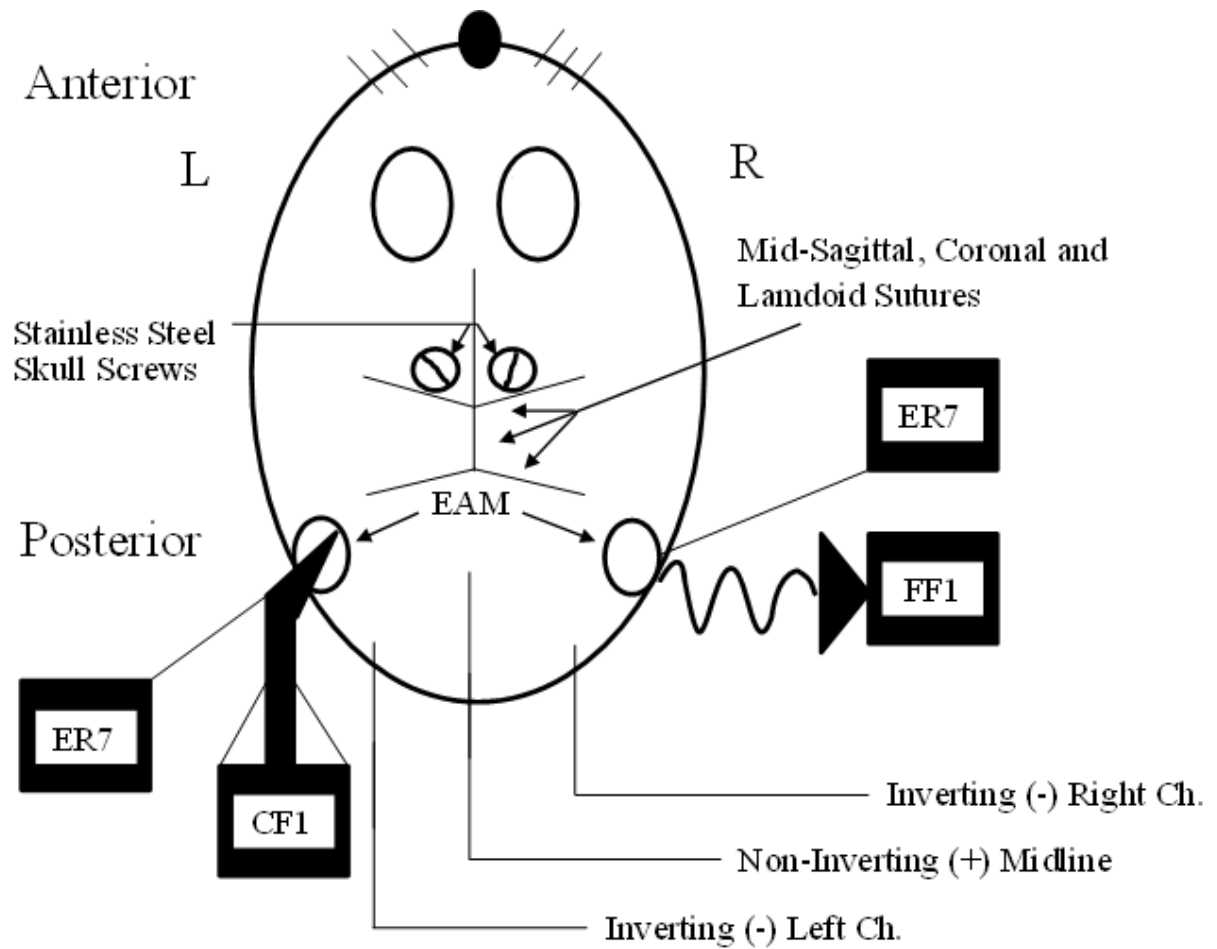 Anterior
L
R
Mid-Sagittal, Coronal and
Lamdoid Sutures
Stainless Steel
Skull Screws
ER7
EAM
Posterior
FF1
ER7
CF1
Inverting (-) Right Ch.
Non-Inverting (+) Midline
Inverting (-) Left Ch.